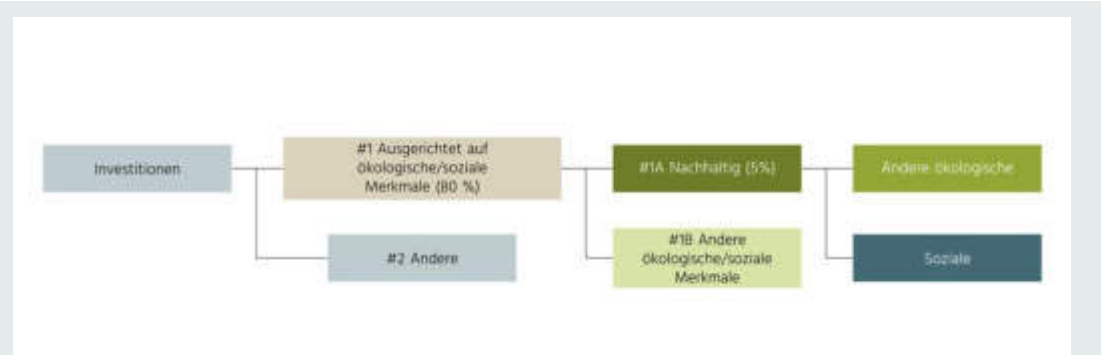 Investitionen
#1 Ausgerichtet auf
ökologische/soziale
Merkmale (80 %)
#1A Nachhaltig (5%)
Andere ökologische
#2 Andere
#1B Andere
ökologische/soziale
Merkmale
Soziale